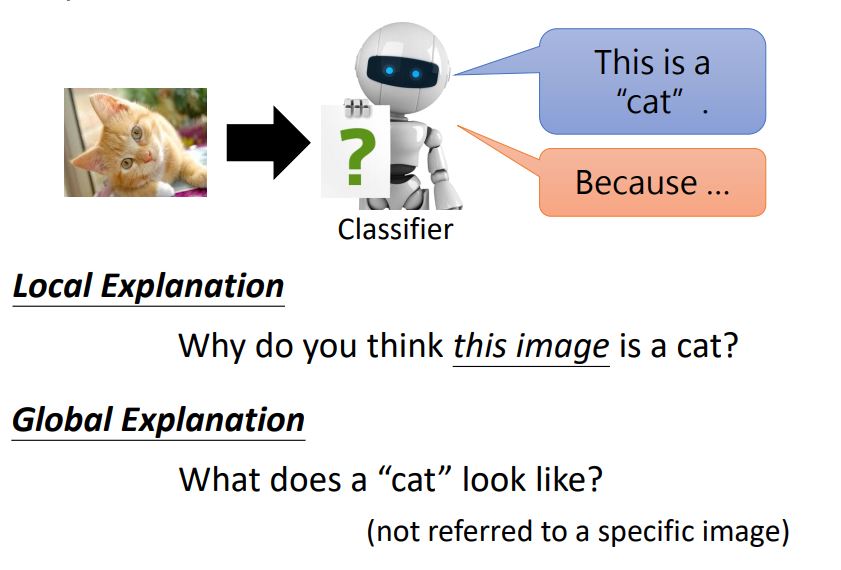 This is a
“cat” .
?
Because …
Classifier
Local Explanation
Why do you think this image is a cat?
Global Explanation
What does a “cat” look like?
(not referred to a specific image)